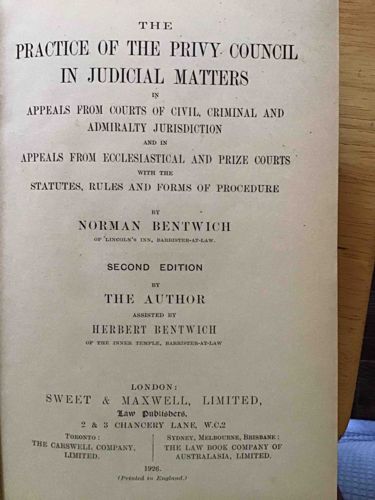 THE
PRACTICE OF THE PRIVY COUNCIL
IN JUDICIAL MATTERS
IN
APPEALS FROM COURTS OF CIVIL, CRIMINAL AND
ADMIRALTY JURISDICTION
AND IN
APPEALS FROM ECCLESIASTICAL AND PRIZE COURTS
WITH THE
STATUTES, RULES AND FORMS OF PROCEDURE
BY
NORMAN BENTWICH
OF LINCOLN'S INN, BARRISTER-AT-LAW.
SECOND EDITION
BY
THE AUTHOR
ASSISTED BY
HERBERT BENTWICH
OF THE INNER TEMPLE, BARRISTER-AT-LAW
LONDON:
SWEET & MAXWELL, LIMITED,
Law Publishers,
2 & 3 CHANCERY LANE, W.C.2
TORONTO:
THE CARSWELL COMPANY,
LIMITED.
SYDNEY, MELBOURNE, BRISBANE:
THE LAW BOOK COMPANY OF
AUSTRALASIA, LIMITED.
1926.
(Printed in England.)